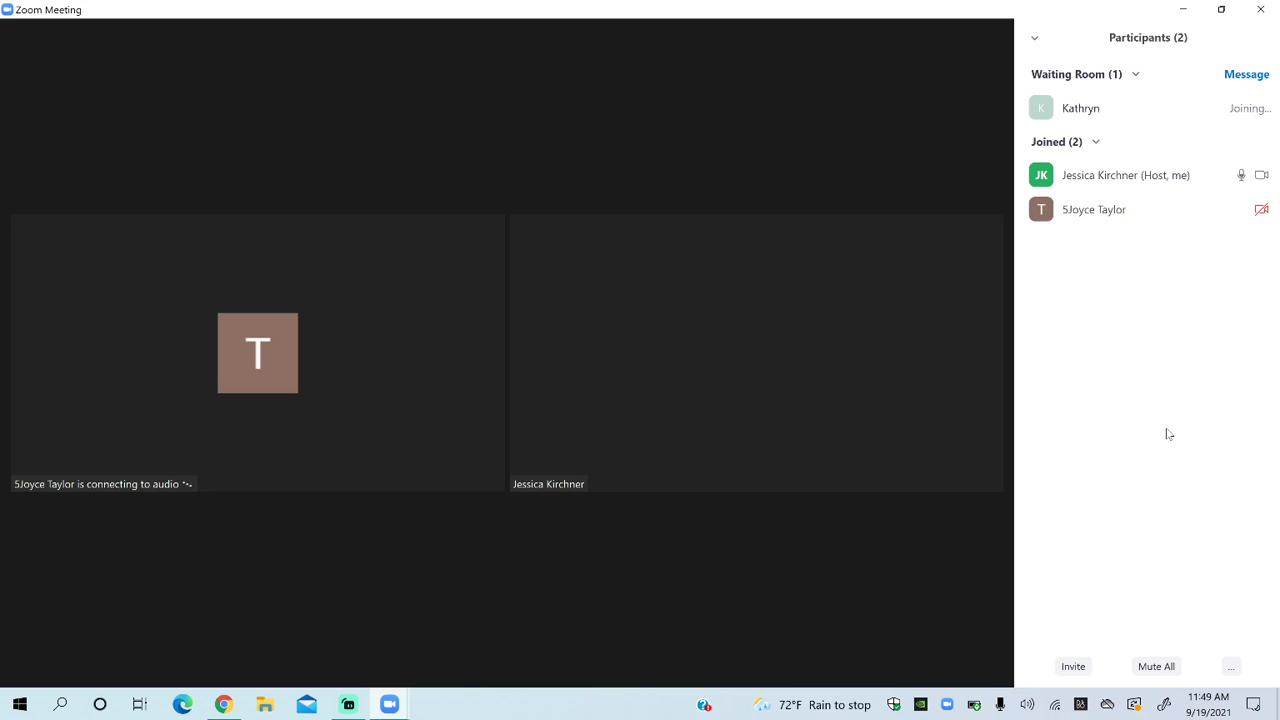 Zoom Meeting
Participants (2)
Waiting Room (1)
Message
K
Kathryn
Joining...
Joined (2)
JK
Jessica Kirchner (Host, me)
T
5Joyce Taylor
T
5Joyce Taylor is connecting to audio
Jessica Kirchner
Invite
Mute All
...
72°F Rain to stop
11:49 AM
9/19/2021